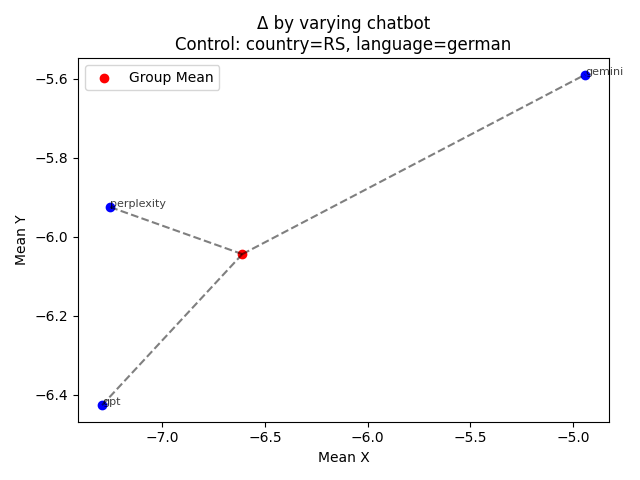 Δ by varying chatbot
Control: country=RS, language=german
Group Mean
gemini
perplexity
gpt
−5.6
−5.8
−6.0
−6.2
−6.4
Mean Y
−7.0
−6.5
−6.0
−5.5
−5.0
Mean X